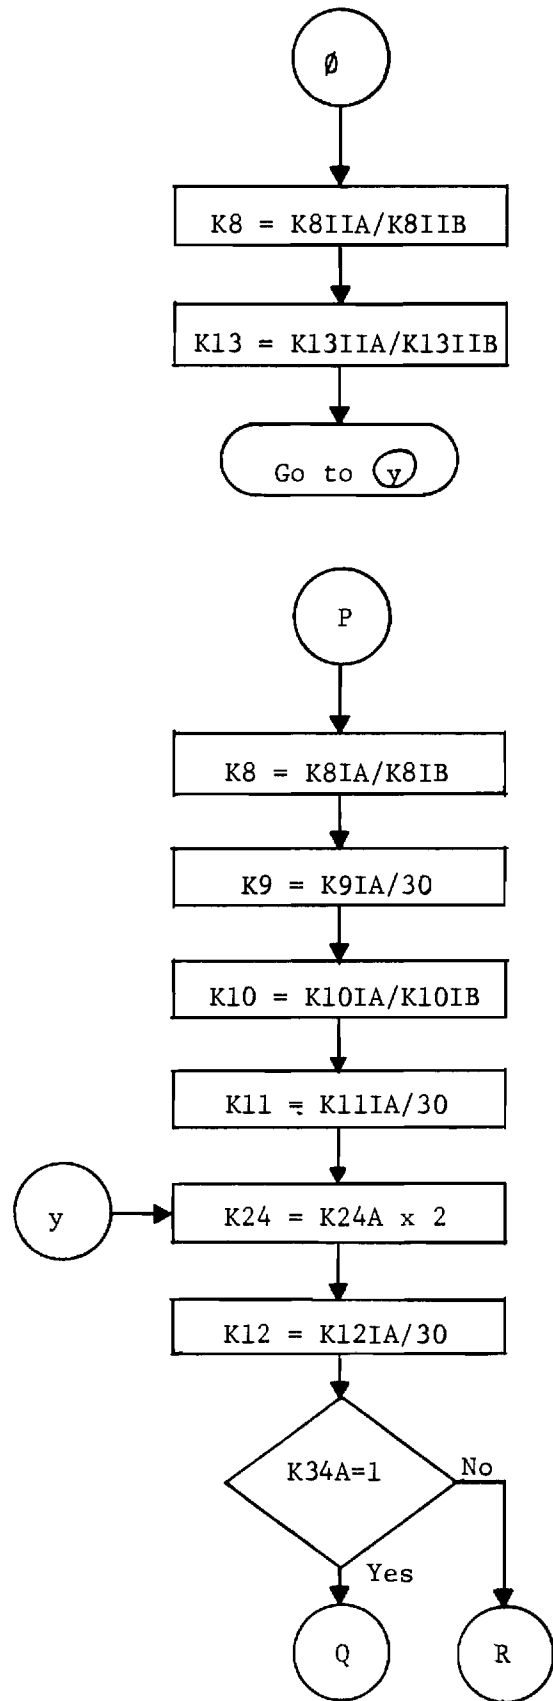 Ø
K8 = K8IIA/K8IIB
K13 = K13IIA/K13IIB
Go to y
P
K8 = K8IA/K8IB
K9 = K9IA/30
K10 = K10IA/K10IB
K11 = K11IA/30
y
K24 = K24A x 2
K12 = K12IA/30
K34A=1
No
Yes
Q
R